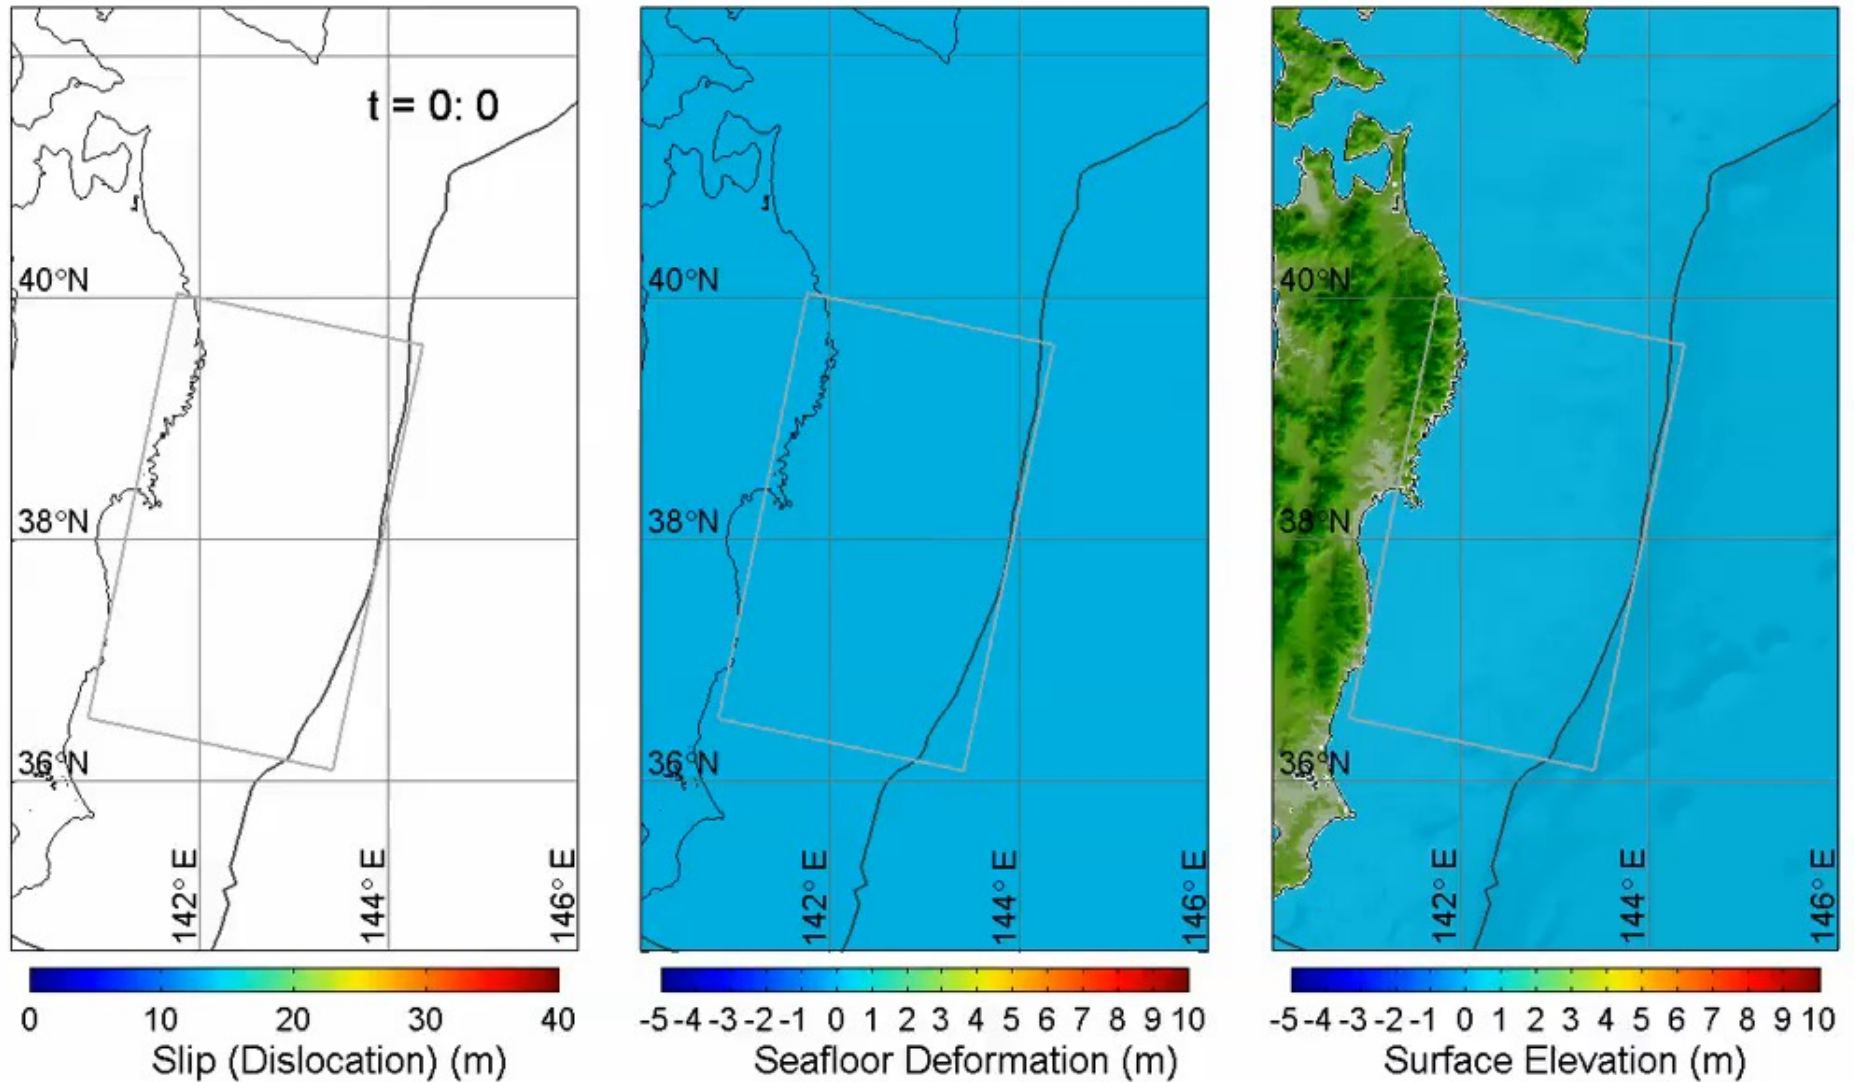 t = 0: 0
40°N
38°N
36°N
142° E
144° E
146° E
0 10 20 30 40
Slip (Dislocation) (m)
40°N
38°N
36°N
142° E
144° E
146° E
-5 -4 -3 -2 -1 0 1 2 3 4 5 6 7 8 9 10
Seafloor Deformation (m)
40°N
38°N
36°N
142° E
144° E
146° E
-5 -4 -3 -2 -1 0 1 2 3 4 5 6 7 8 9 10
Surface Elevation (m)